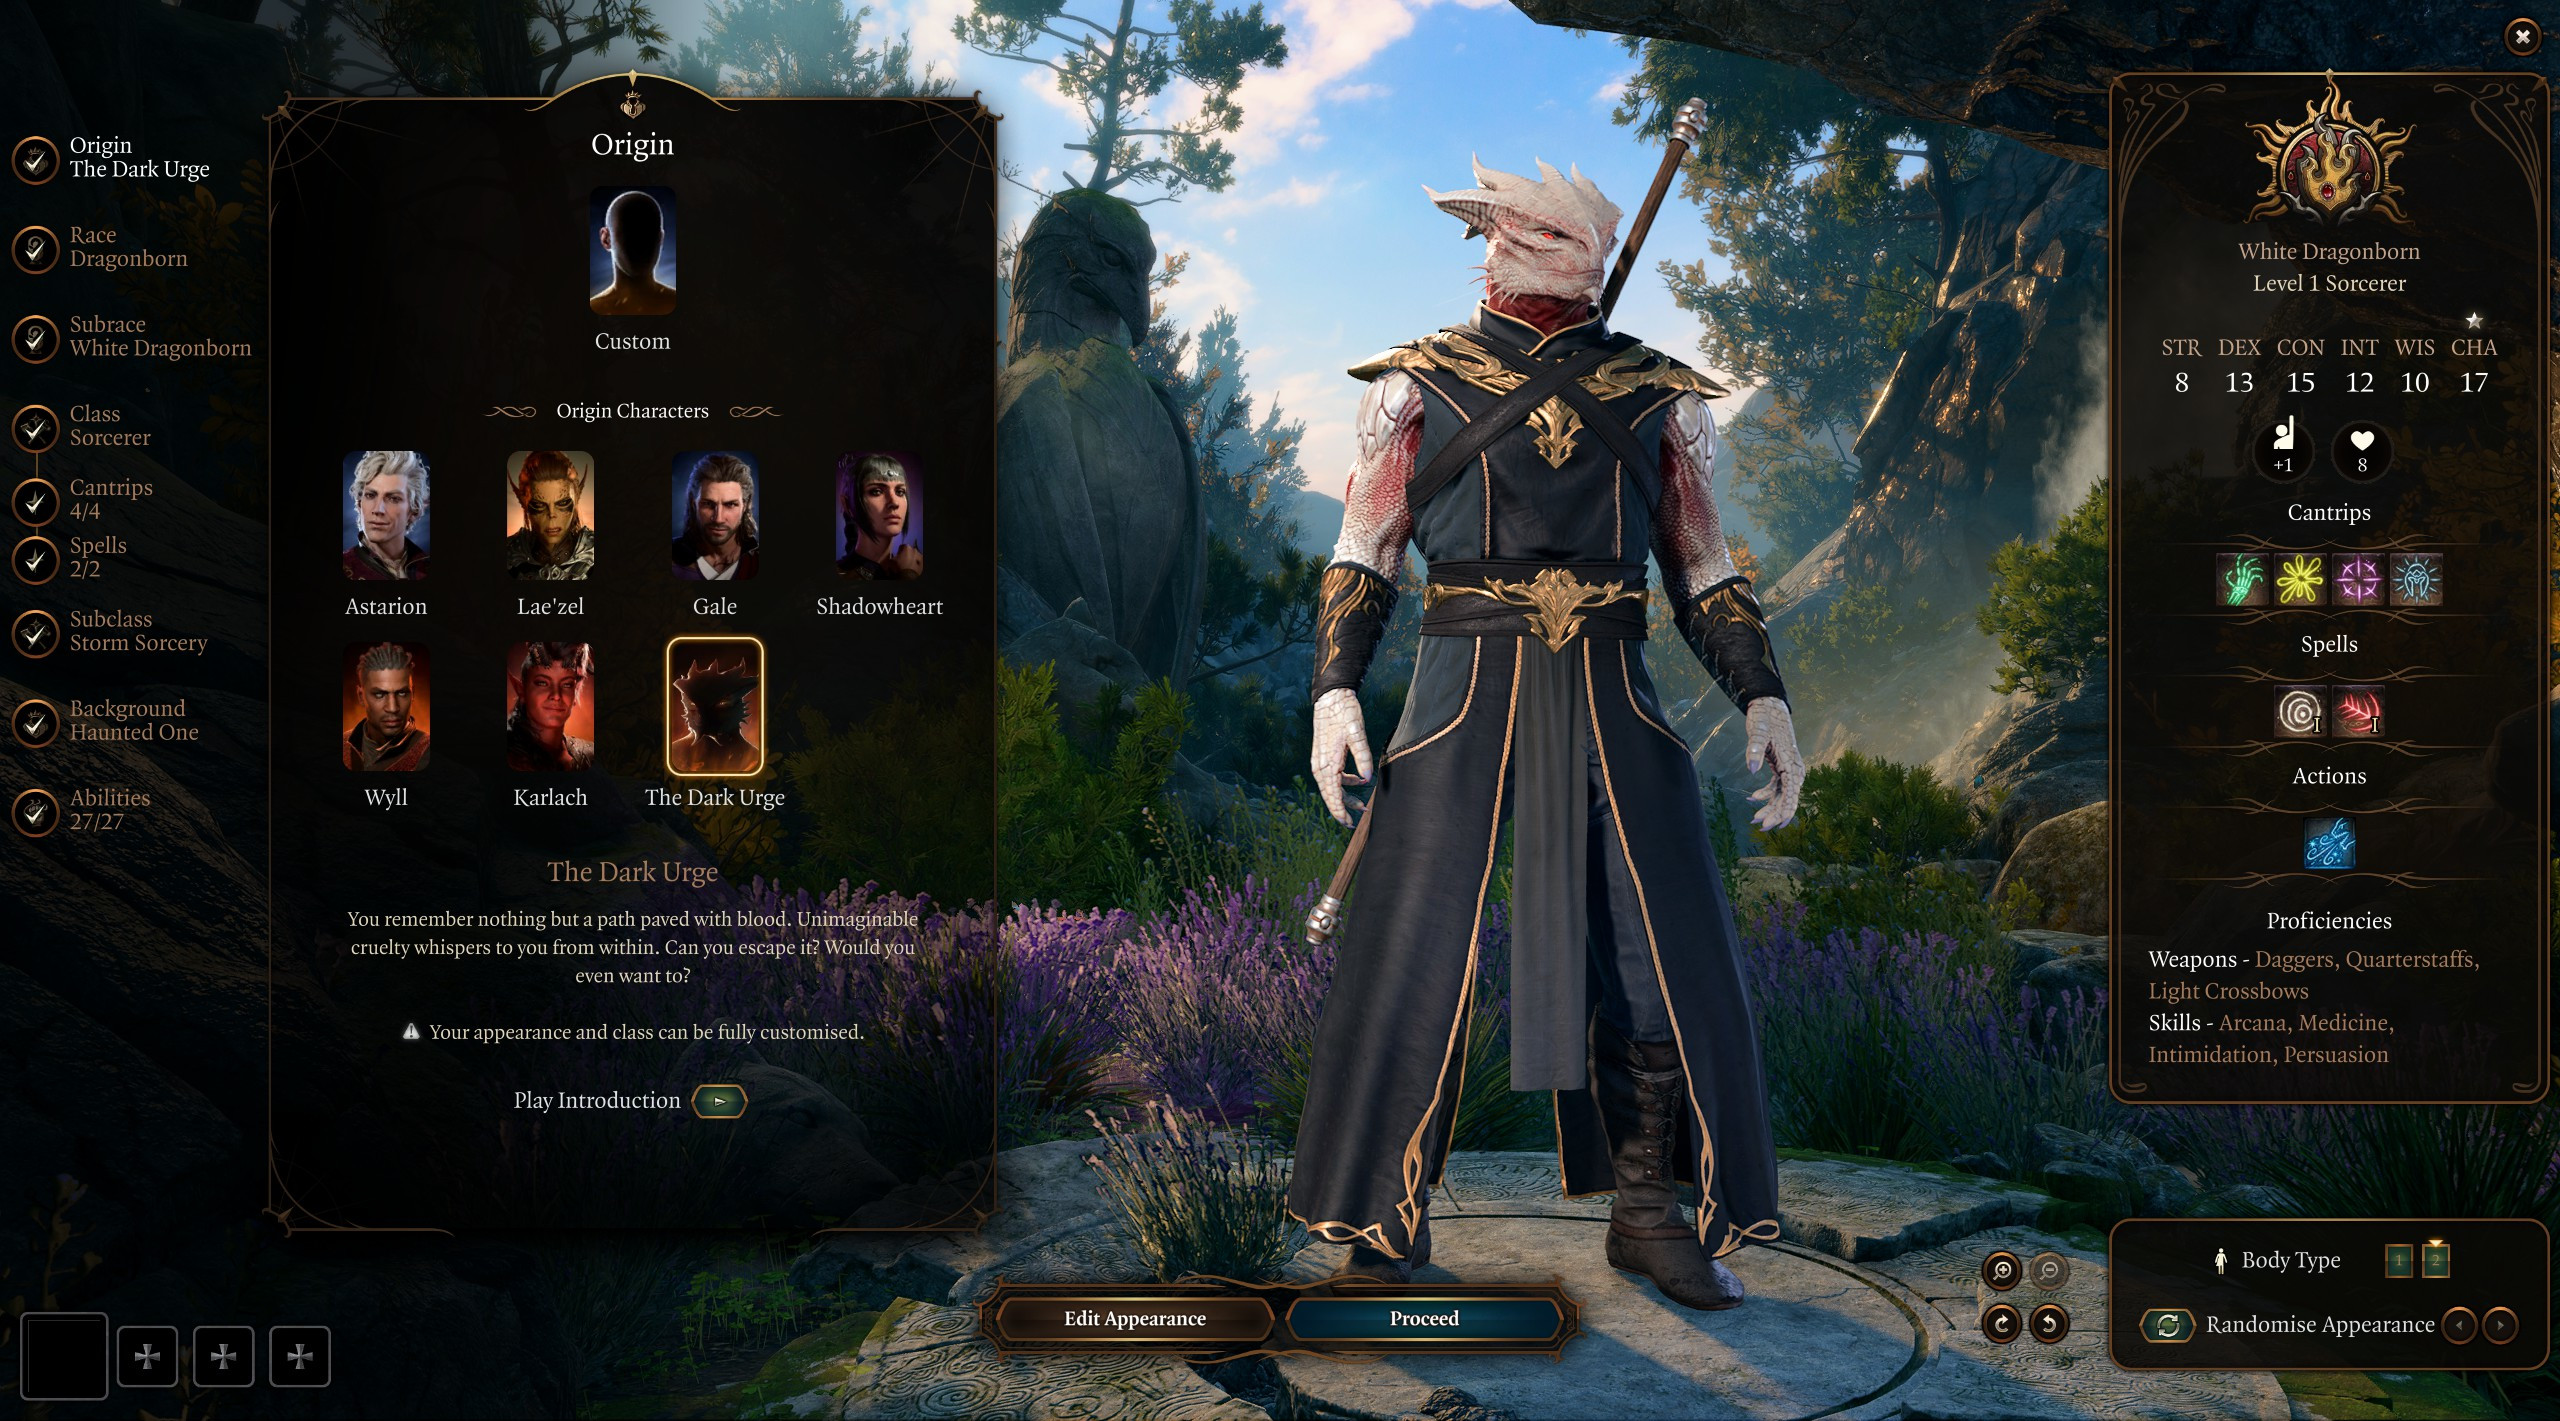 Origin
The Dark Urge
Race
Dragonborn
Subrace
White Dragonborn
Class
Sorcerer
Cantrips
4/4
Spells
2/2
Subclass
Storm Sorcery
Background
Haunted One
Abilities
27/27
Origin
Custom
Origin Characters
Astarion
Lae'zel
Gale
Shadowheart
Wyll
Karlach
The Dark Urge
The Dark Urge
You remember nothing but a path paved with blood. Unimaginable
cruelty whispers to you from within. Can you escape it? Would you
even want to?
Your appearance and class can be fully customised.
Play Introduction
Edit Appearance
Proceed
White Dragonborn
Level 1 Sorcerer
STR DEX CON INT WIS CHA
8 13 15 12 10 17
+1 8
Cantrips
Spells
I I
Actions
Proficiencies
Weapons - Daggers, Quarterstaffs,
Light Crossbows
Skills - Arcana, Medicine,
Intimidation, Persuasion
Body Type 1 2
Randomise Appearance